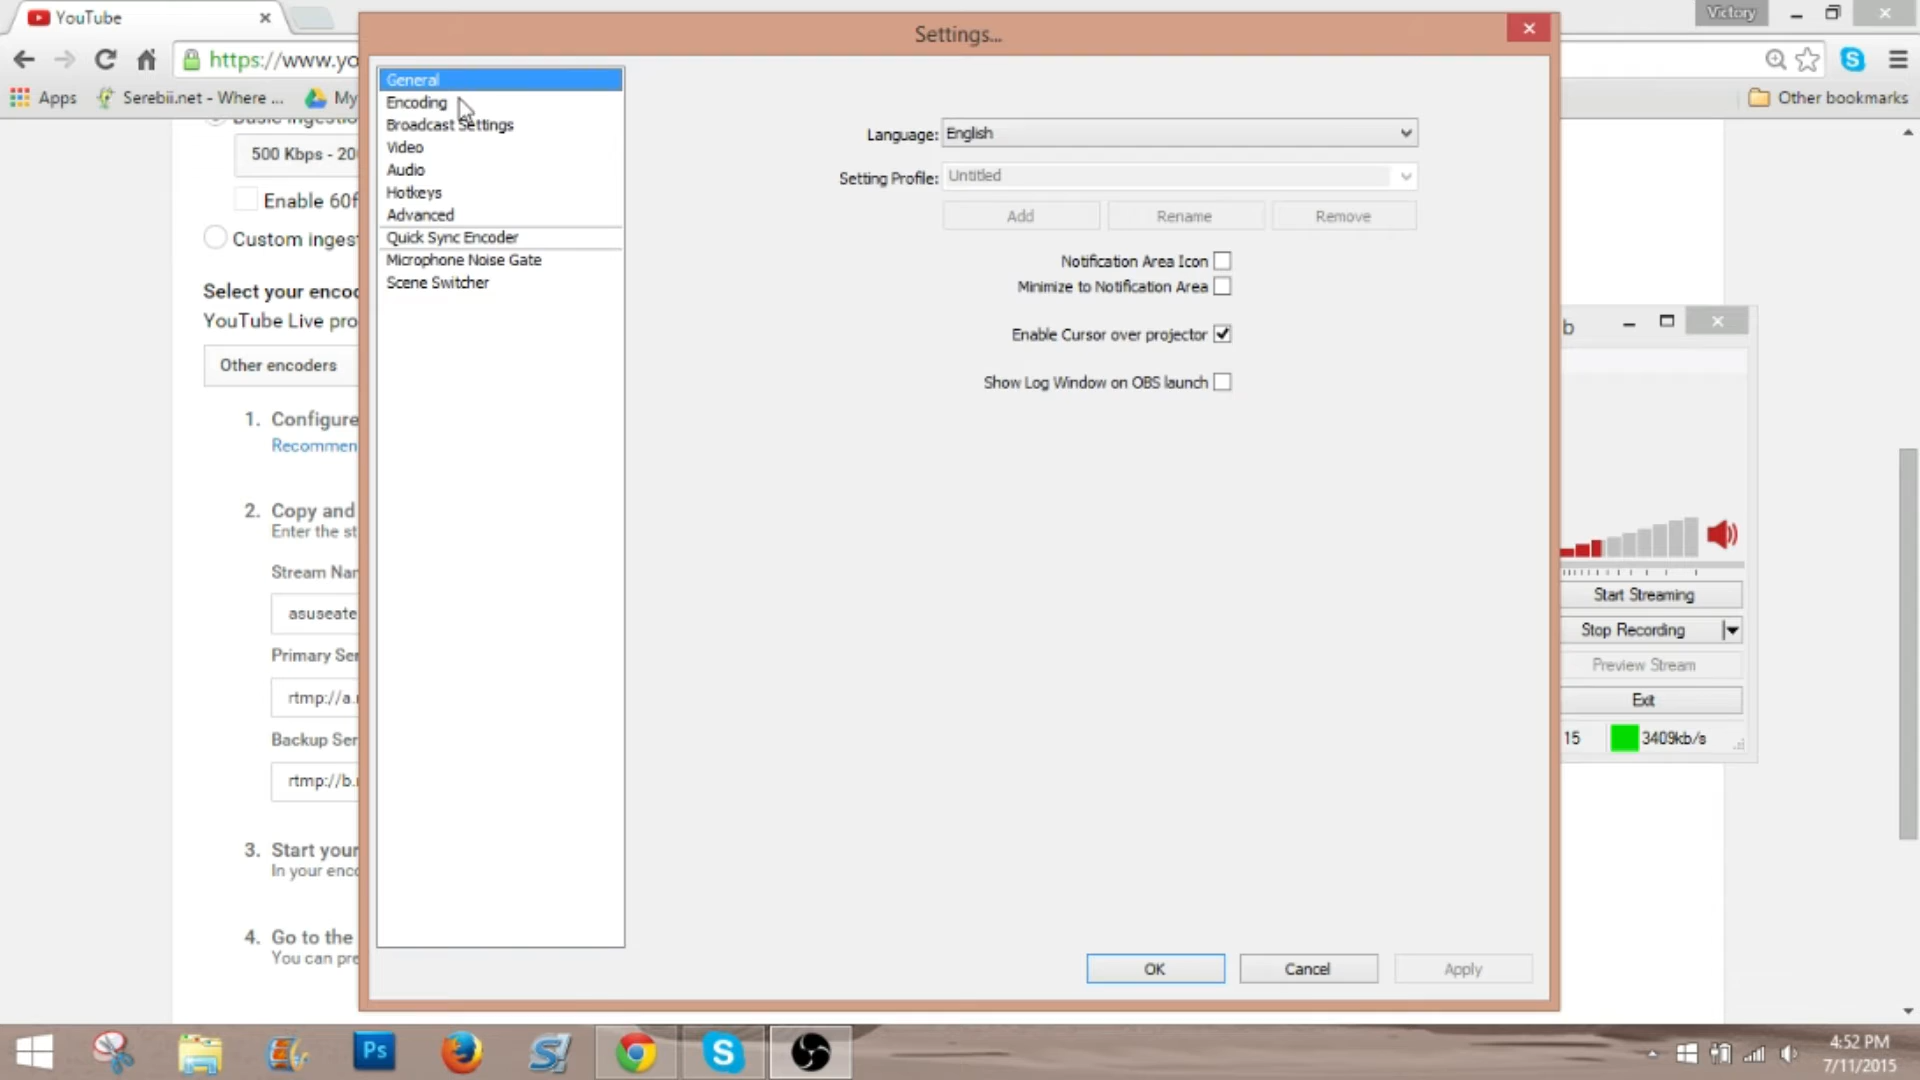 YouTube
Settings...
Victory
https://www.yo
Apps
Serebii.net - Where ...
My
Other bookmarks
General
Encoding
Broadcast Settings
Video
Audio
Hotkeys
Advanced
Quick Sync Encoder
Microphone Noise Gate
Scene Switcher
Language:
English
Setting Profile:
Untitled
Add
Rename
Remove
Notification Area Icon
Minimize to Notification Area
Enable Cursor over projector
Show Log Window on OBS launch
OK
Cancel
Apply
Basic ingestion
500 Kbps - 20
Enable 60f
Custom inges
Select your enco
YouTube Live pro
Other encoders
1. Configure
Recommen
2. Copy and
Enter the st
Stream Nar
asuseate
Primary Ser
rtmp://a.
Backup Ser
rtmp://b.
3. Start your
In your enco
4. Go to the
You can pre
b
Start Streaming
Stop Recording
Preview Stream
Exit
15
3409kb/s
Ps
4:52 PM
7/11/2015